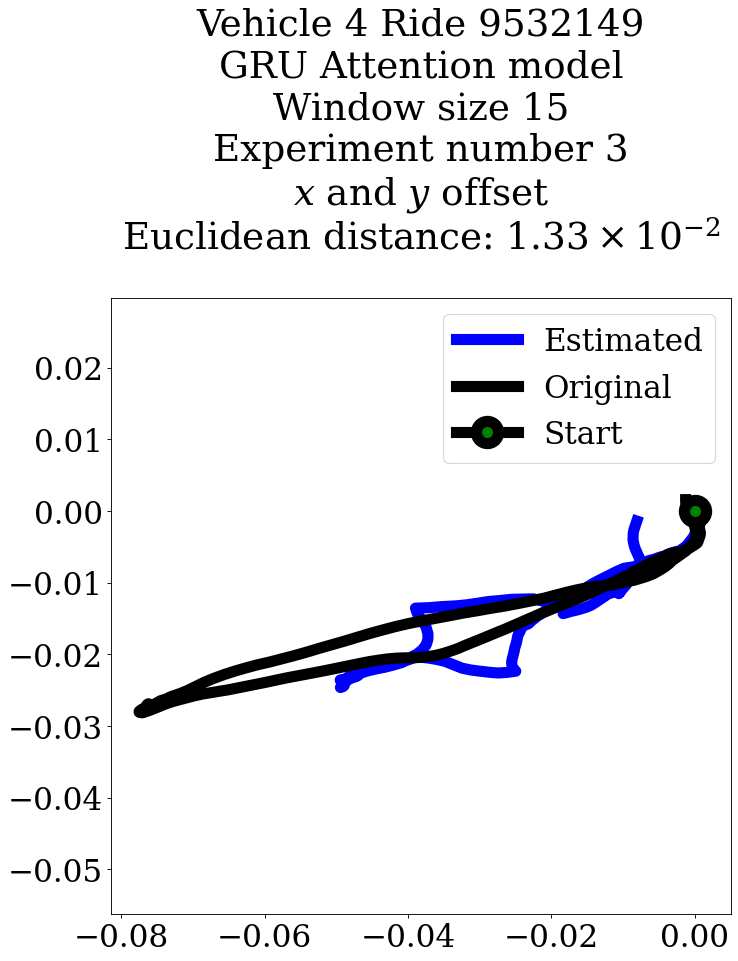 Vehicle 4 Ride 9532149
GRU Attention model
Window size 15
Experiment number 3
x and y offset
Euclidean distance: 1.33 × 10⁻²
Estimated
Original
Start
0.02
0.01
0.00
−0.01
−0.02
−0.03
−0.04
−0.05
−0.08 −0.06 −0.04 −0.02 0.00